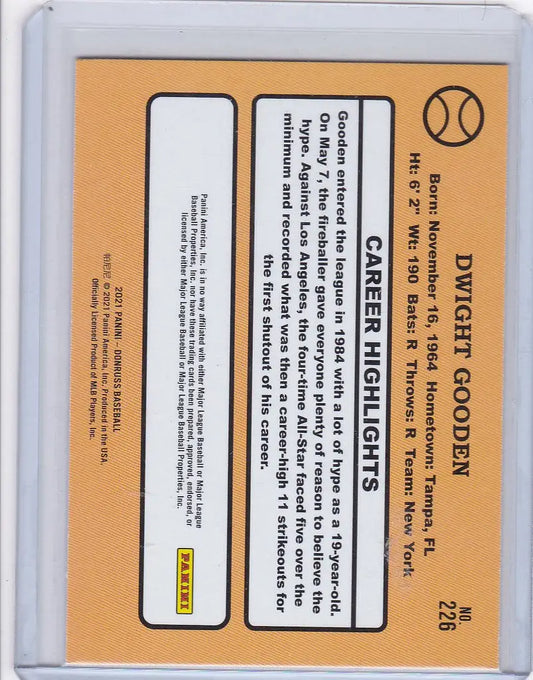 NO.
226
DWIGHT GOODEN
Born: November 16, 1964 Hometown: Tampa, FL
Ht: 6' 2" Wt: 190 Bats: R Throws: R Team: New York
CAREER HIGHLIGHTS
Gooden entered the league in 1984 with a lot of hype as a 19-year-old.
On May 7, the fireballer gave everyone plenty of reason to believe the
hype. Against Los Angeles, the four-time All-Star faced five over the
minimum and recorded what was then a career-high 11 strikeouts for
the first shutout of his career.
Panini America, Inc. is in no way affiliated with either Major League Baseball or Major League
Baseball Properties, Inc. nor have these trading cards been prepared, approved, endorsed, or
licensed by either Major League Baseball or Major League Baseball Properties, Inc.
PANINI
2021 PANINI – DONRUSS BASEBALL
帕尼尼 © 2021 Panini America, Inc. Produced in the USA.
Officially Licensed Product of MLB Players, Inc.